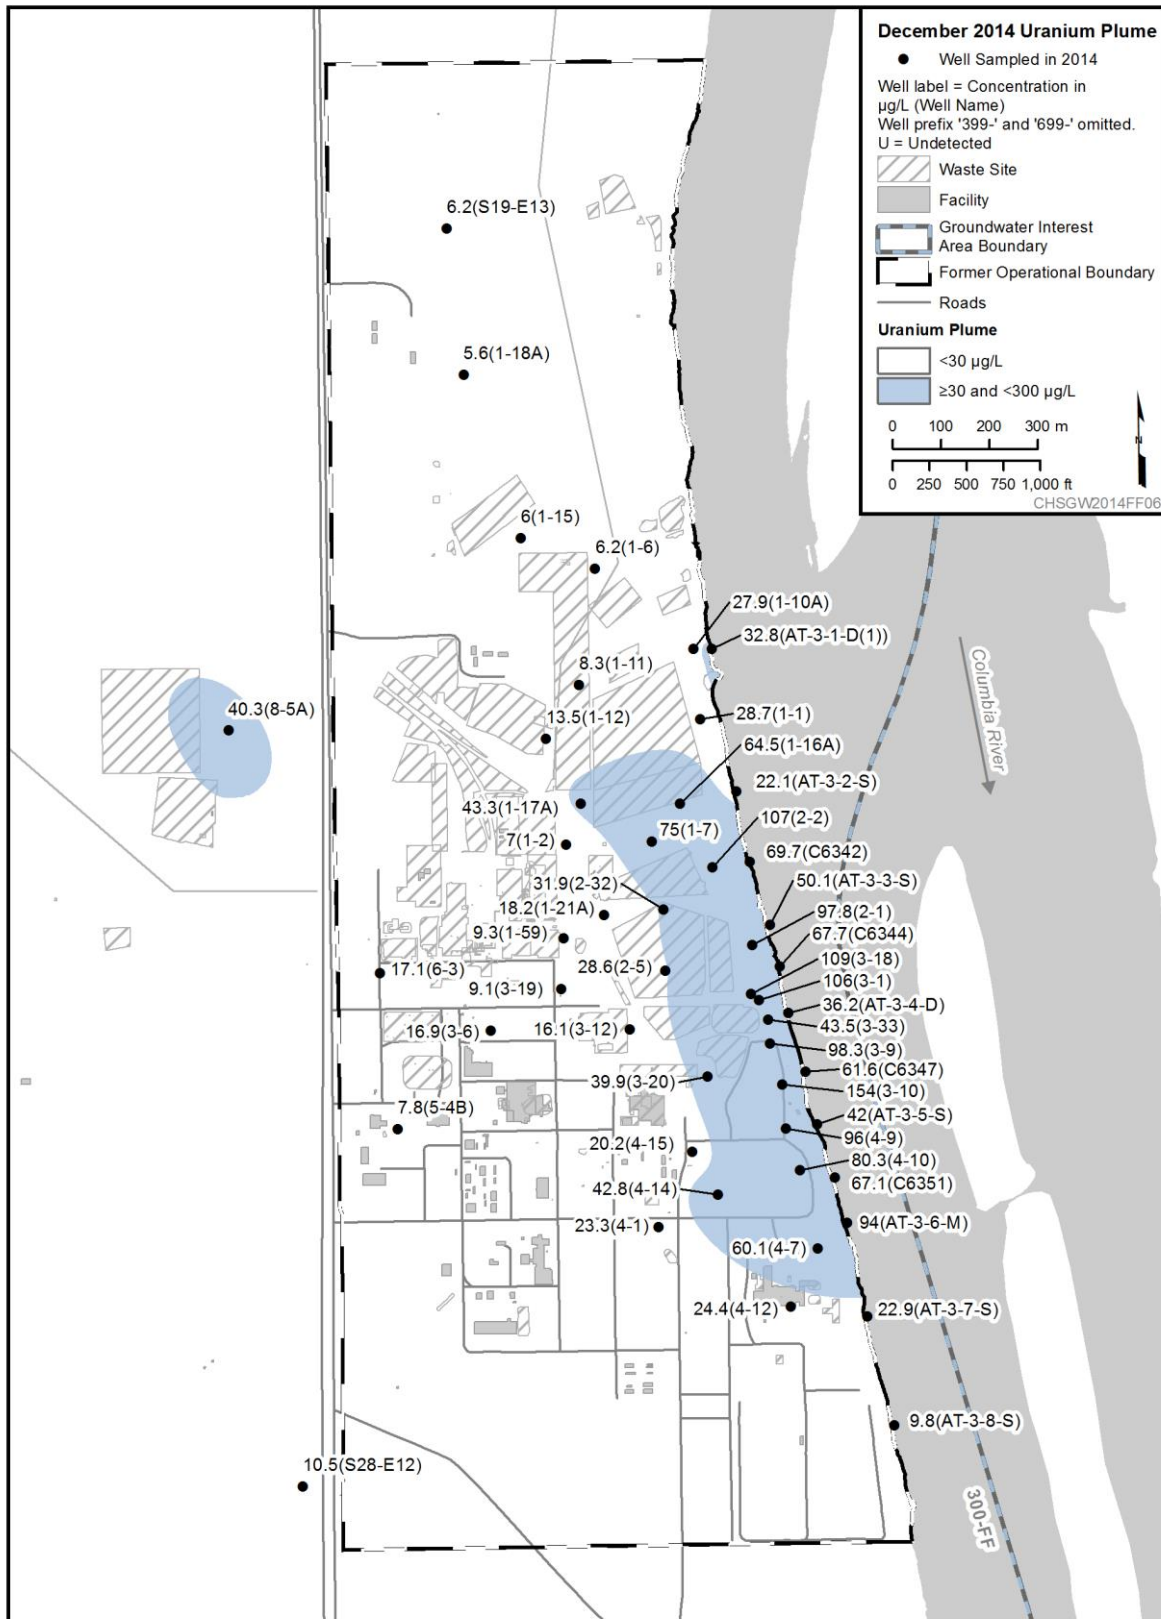 December 2014 Uranium Plume
Well Sampled in 2014
Well label = Concentration in
µg/L (Well Name)
Well prefix '399-' and '699-' omitted.
U = Undetected
Waste Site
Facility
Groundwater Interest
Area Boundary
Former Operational Boundary
Roads
Uranium Plume
<30 µg/L
≥30 and <300 µg/L
0 100 200 300 m
0 250 500 750 1,000 ft
N
CHSGW2014FF06
6.2(S19-E13)
5.6(1-18A)
6(1-15)
6.2(1-6)
27.9(1-10A)
32.8(AT-3-1-D(1))
8.3(1-11)
40.3(8-5A)
28.7(1-1)
13.5(1-12)
64.5(1-16A)
22.1(AT-3-2-S)
43.3(1-17A)
107(2-2)
7(1-2)
75(1-7)
69.7(C6342)
31.9(2-32)
50.1(AT-3-3-S)
18.2(1-21A)
97.8(2-1)
9.3(1-59)
67.7(C6344)
17.1(6-3)
28.6(2-5)
109(3-18)
9.1(3-19)
106(3-1)
36.2(AT-3-4-D)
16.9(3-6)
16.1(3-12)
43.5(3-33)
98.3(3-9)
61.6(C6347)
39.9(3-20)
154(3-10)
7.8(5-4B)
42(AT-3-5-S)
96(4-9)
20.2(4-15)
80.3(4-10)
67.1(C6351)
42.8(4-14)
94(AT-3-6-M)
23.3(4-1)
60.1(4-7)
24.4(4-12)
22.9(AT-3-7-S)
9.8(AT-3-8-S)
10.5(S28-E12)
Columbia River
300-FF